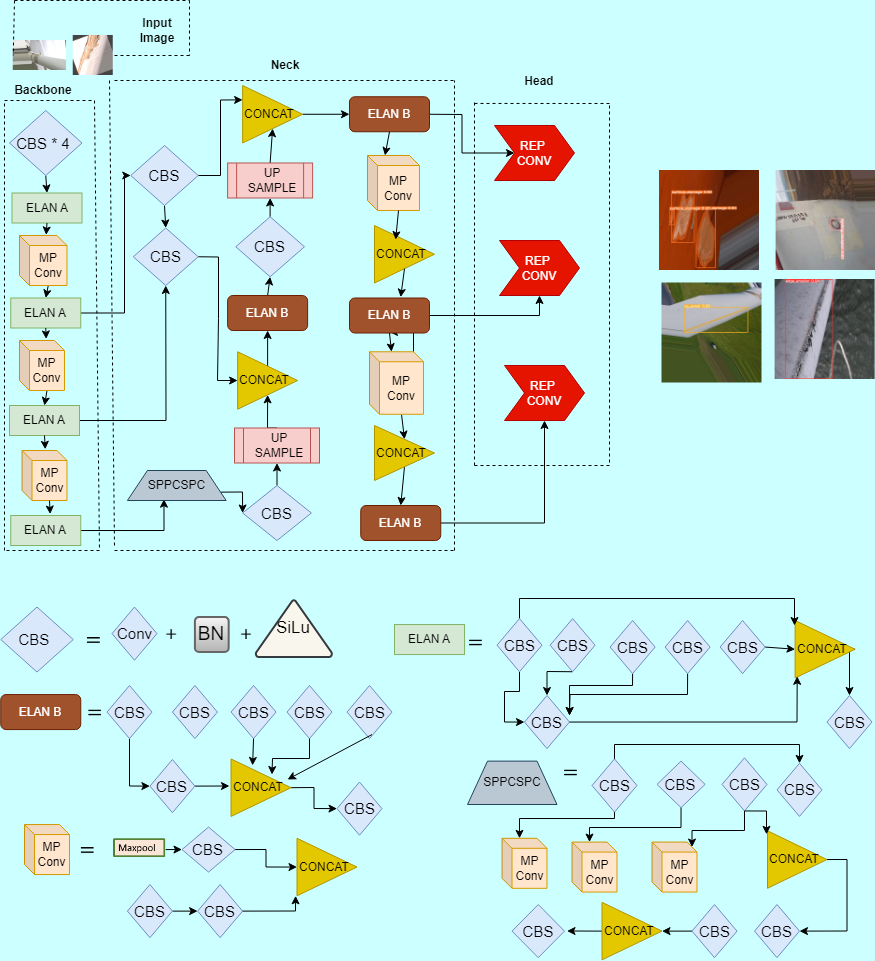 Input
Image
Backbone
CBS * 4
ELAN A
MP
Conv
ELAN A
MP
Conv
ELAN A
MP
Conv
ELAN A
Neck
CBS
CBS
SPPCSPC
CBS
UP
SAMPLE
CONCAT
ELAN B
CBS
UP
SAMPLE
CONCAT
ELAN B
MP
Conv
CONCAT
ELAN B
MP
Conv
CONCAT
ELAN B
Head
REP
CONV
REP
CONV
REP
CONV
CBS
=
Conv
+
BN
+
SiLu
ELAN B
=
CBS
CBS
CBS
CBS
CBS
CBS
CONCAT
CBS
MP
Conv
=
Maxpool
CBS
CONCAT
CBS
CBS
ELAN A
=
CBS
CBS
CBS
CBS
CBS
CONCAT
CBS
CBS
SPPCSPC
=
CBS
CBS
CBS
CBS
MP
Conv
MP
Conv
MP
Conv
CONCAT
CBS
CONCAT
CBS
CBS